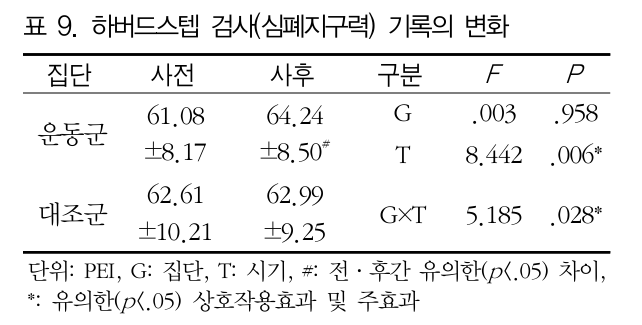 표 9. 하버드스텝 검사(심폐지구력) 기록의 변화
집단 사전 사후 구분 F P
운동군 61.08 ±8.17 64.24 ±8.50# G .003 .958
T 8.442 .006*
대조군 62.61 ±10.21 62.99 ±9.25 G×T 5.185 .028*
단위: PEI, G: 집단, T: 시기, #: 전·후간 유의한(p<.05) 차이,
*: 유의한(p<.05) 상호작용효과 및 주효과